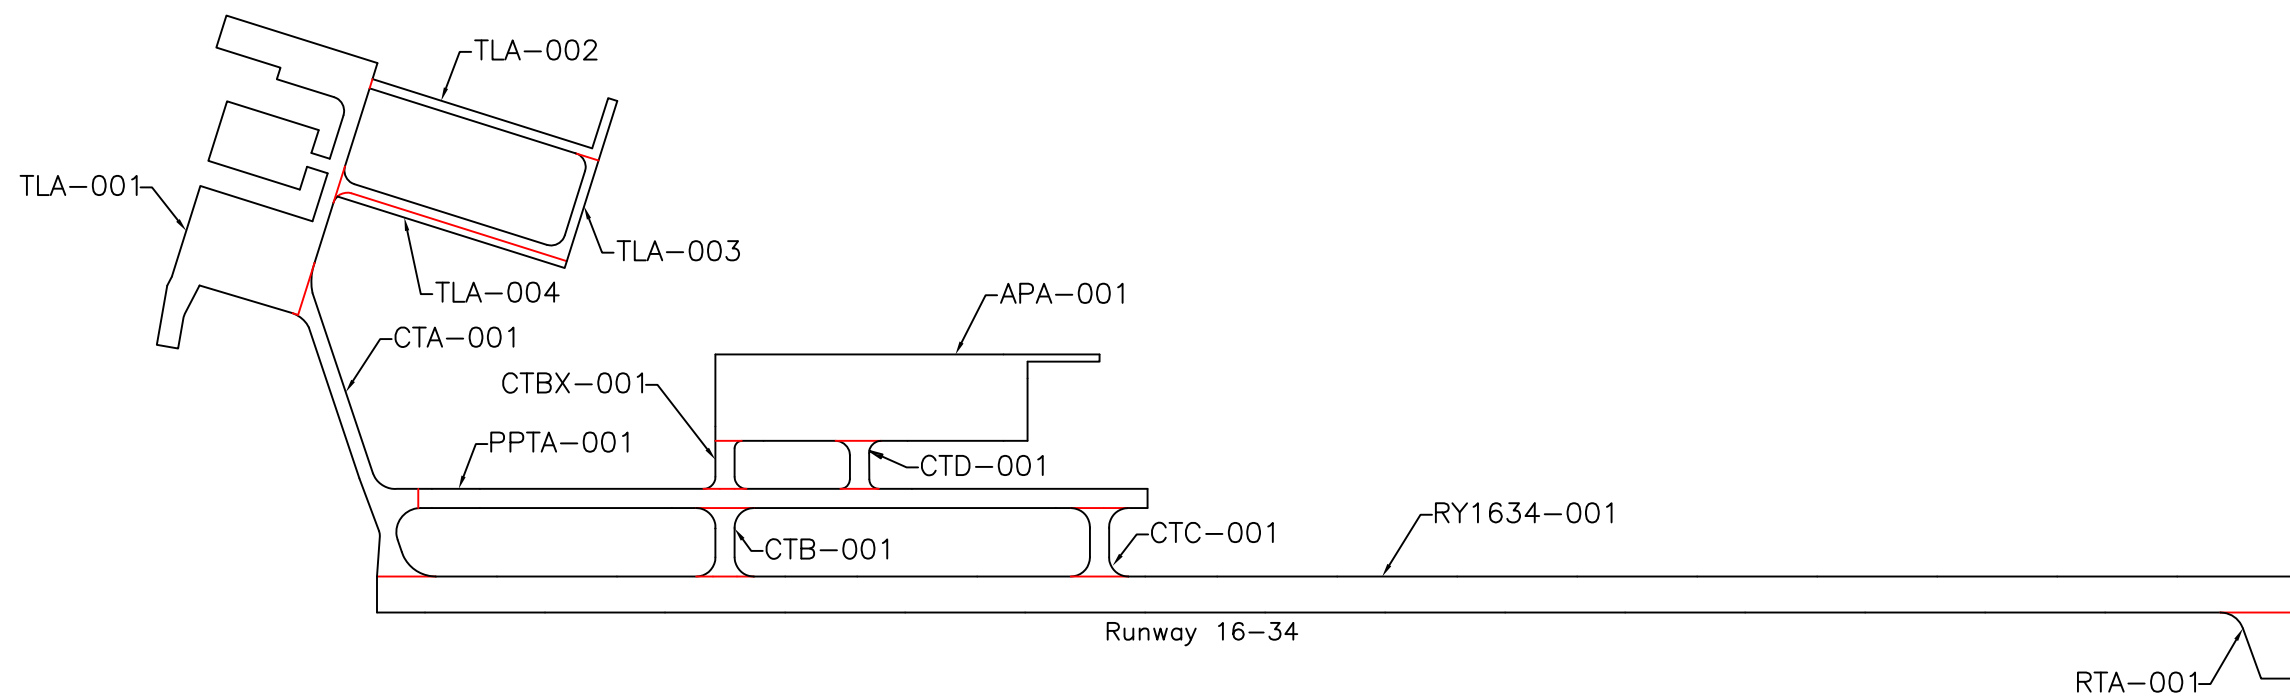 TLA-002
TLA-001
TLA-003
TLA-004
APA-001
CTA-001
CTBX-001
PPTA-001
CTD-001
RY1634-001
CTC-001
CTB-001
Runway 16-34
RTA-001